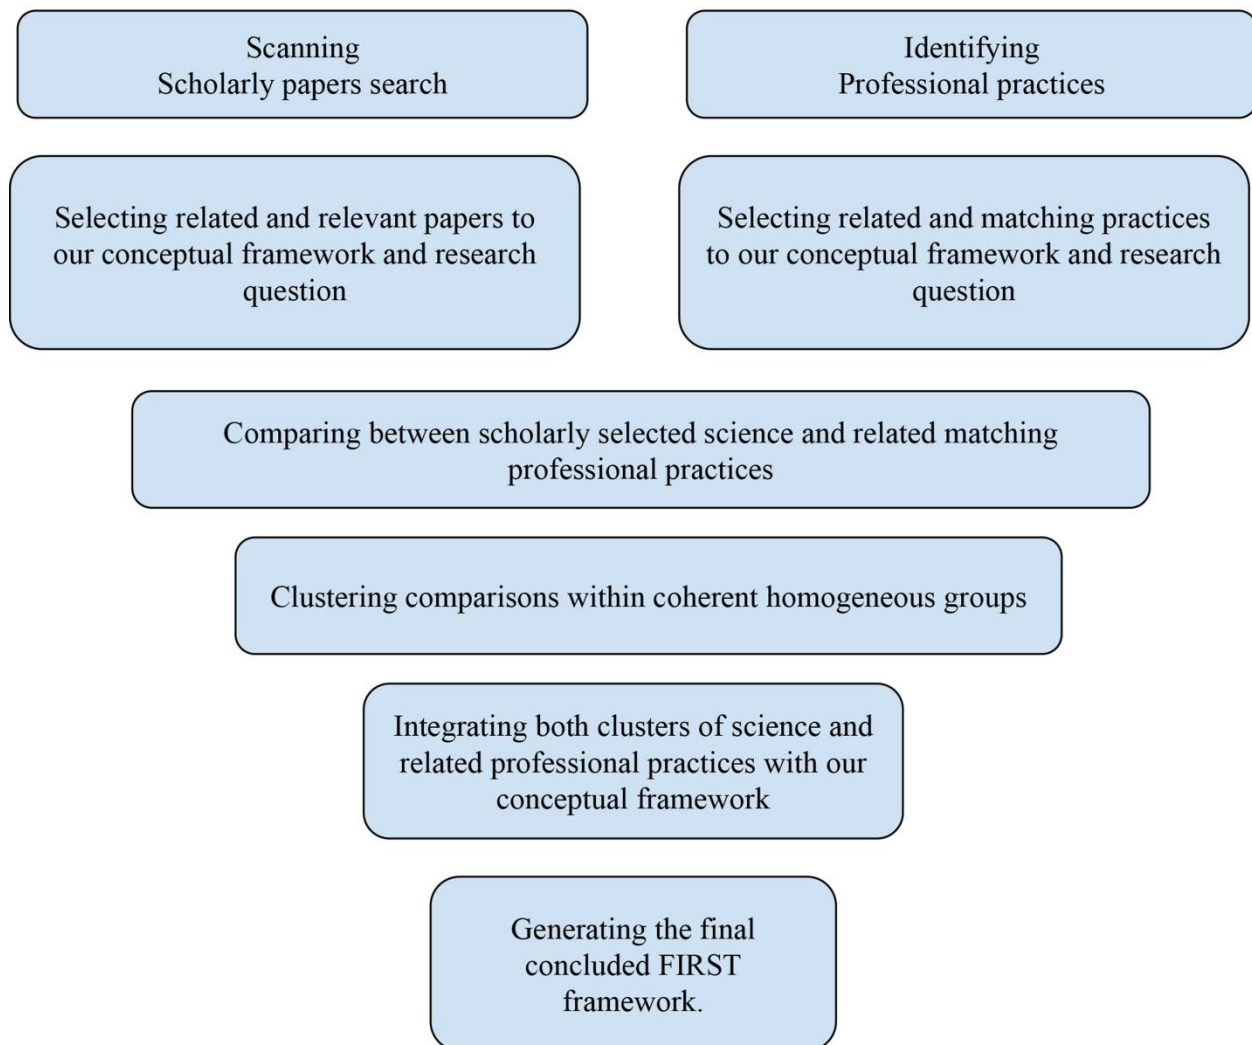 Scanning
Scholarly papers search
Identifying
Professional practices
Selecting related and relevant papers to
our conceptual framework and research
question
Selecting related and matching practices
to our conceptual framework and research
question
Comparing between scholarly selected science and related matching
professional practices
Clustering comparisons within coherent homogeneous groups
Integrating both clusters of science and
related professional practices with our
conceptual framework
Generating the final
concluded FIRST
framework.